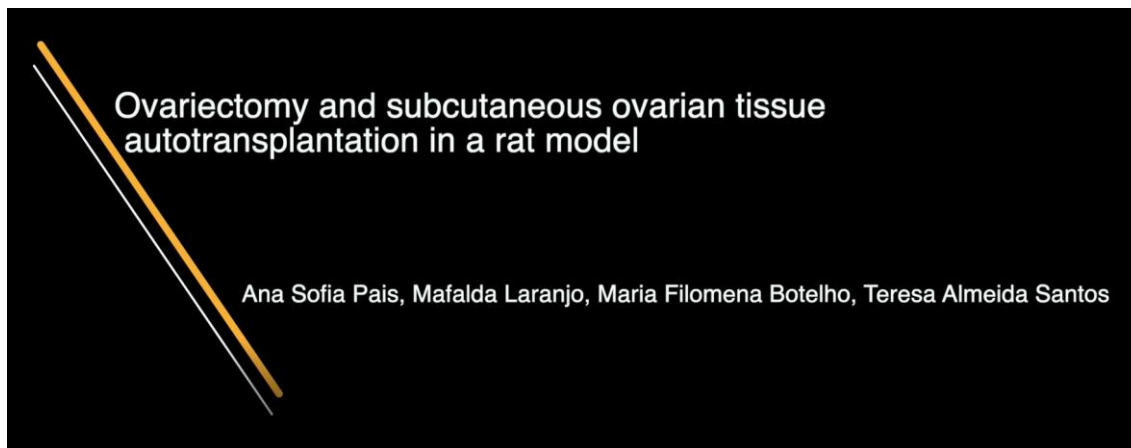 Ovariectomy and subcutaneous ovarian tissue
autotransplantation in a rat model
Ana Sofia Pais, Mafalda Laranjo, Maria Filomena Botelho, Teresa Almeida Santos